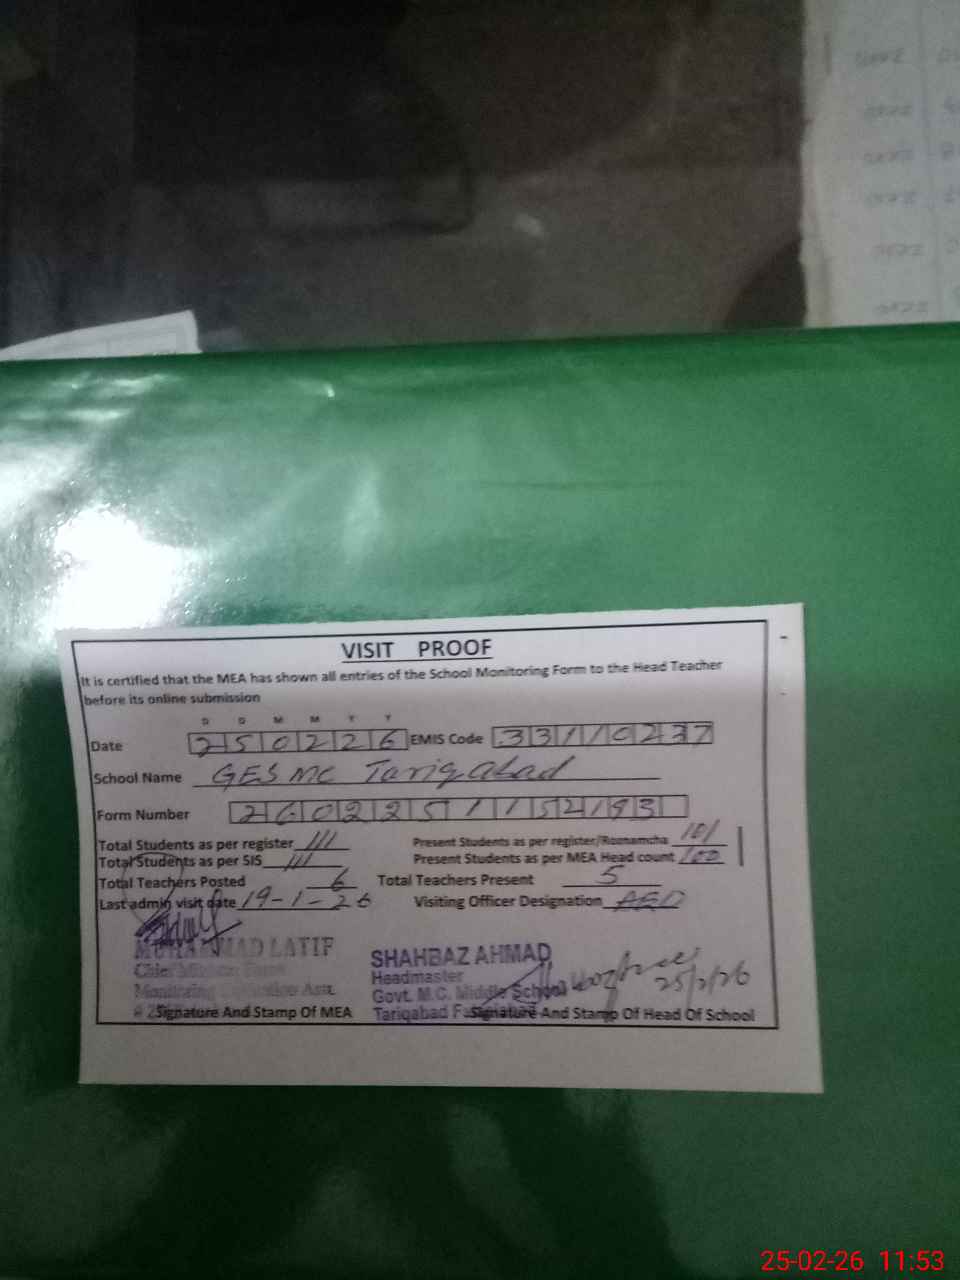 VISIT PROOF
It is certified that the MEA has shown all entries of the School Monitoring Form to the Head Teacher
before its online submission
D D M M Y Y
Date 250226 EMIS Code 33110237
School Name GES MC Tariqabad
Form Number 260225115
Total Students as per register 111 Present Students as per register/Roznamcha 101
Total Students as per SIS 111 Present Students as per MEA Head count 100
Total Teachers Posted 6 Total Teachers Present 5
Last admin visit date 19-1-26 Visiting Officer Designation AEO
MUHAMMAD LATIF SHAHBAZ AHMAD
Headmaster
Monitoring Govt. M.C. Middle School 25/2/26
Signature And Stamp Of MEA Tariqabad Signature And Stamp Of Head Of School
25-02-26 11:53